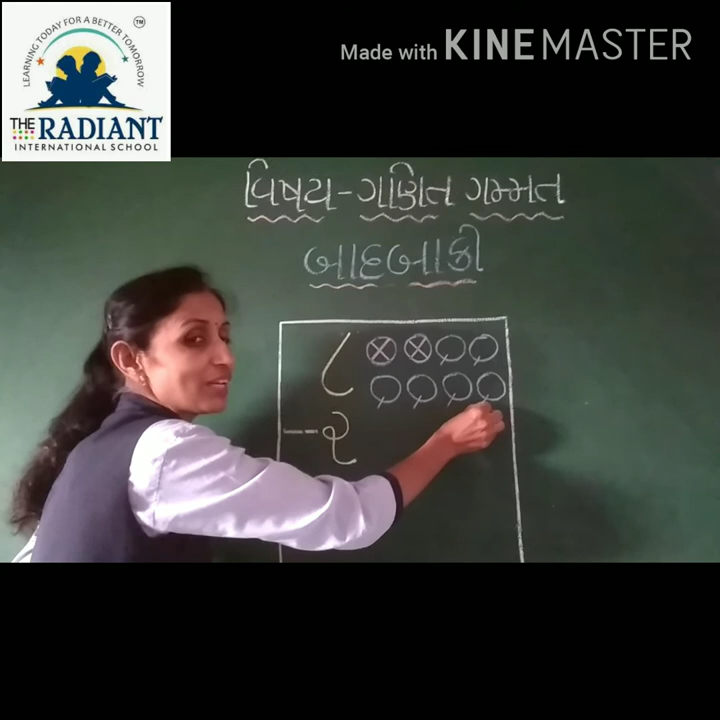 LEARNING TODAY FOR A BETTER TOMORROW
TM
THE RADIANT
INTERNATIONAL SCHOOL
Made with KINEMASTER
વિષય-ગણિત ગમ્મત
બાદબાકી
૮
-૨